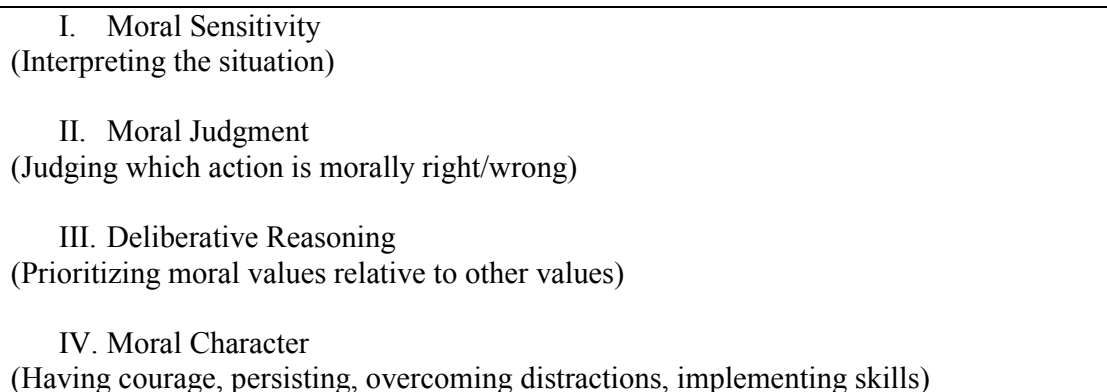 I. Moral Sensitivity
(Interpreting the situation)
II. Moral Judgment
(Judging which action is morally right/wrong)
III. Deliberative Reasoning
(Prioritizing moral values relative to other values)
IV. Moral Character
(Having courage, persisting, overcoming distractions, implementing skills)